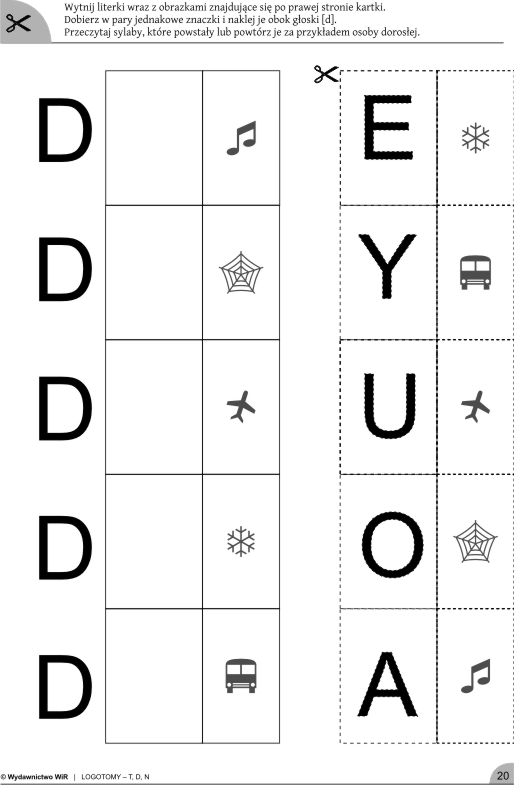 Wytnij literki wraz z obrazkami znajdujące się po prawej stronie kartki.
Dobierz w pary jednakowe znaczki i naklej je obok głoski [d].
Przeczytaj sylaby, które powstały lub powtórz je za przykładem osoby dorosłej.
D E
D Y
D U
D O
D A
© Wydawnictwo WiR | LOGOTOMY – T, D, N 20